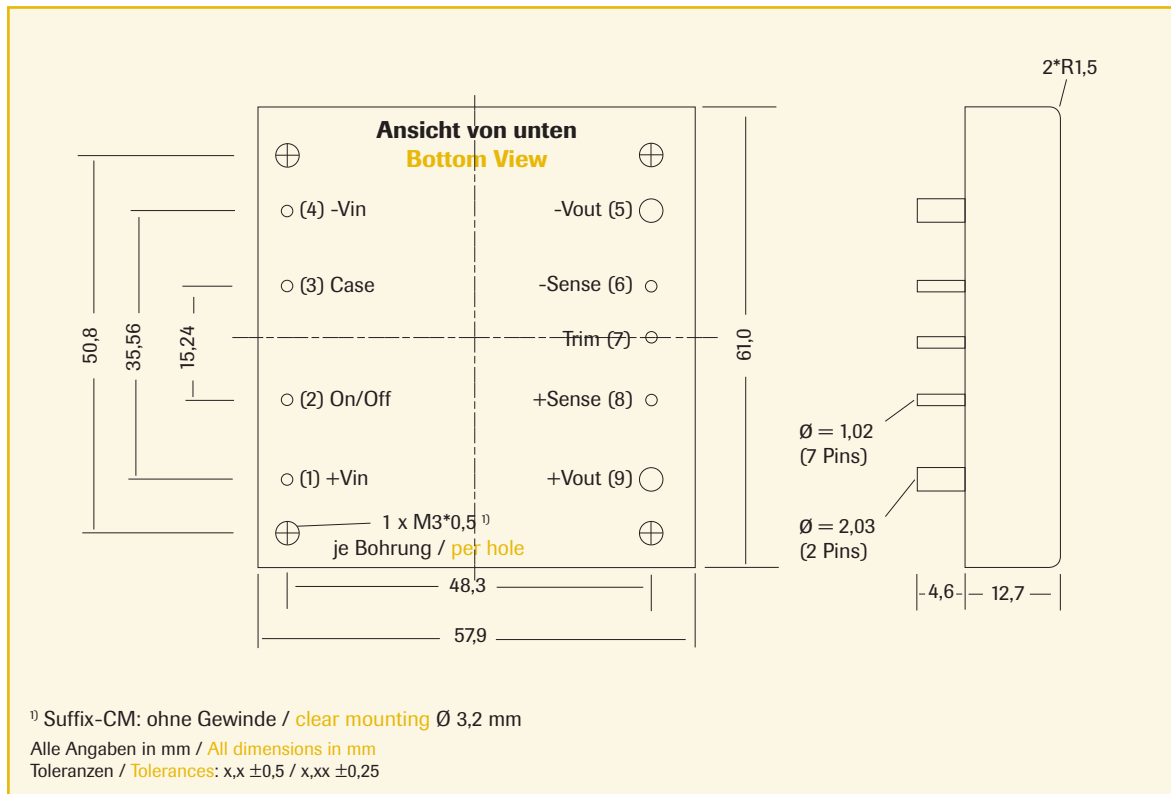 2*R1,5
Ansicht von unten
Bottom View
(4) -Vin
-Vout (5)
(3) Case
-Sense (6)
Trim (7)
(2) On/Off
+Sense (8)
(1) +Vin
+Vout (9)
50,8
35,56
15,24
61,0
Ø = 1,02
(7 Pins)
Ø = 2,03
(2 Pins)
1 x M3*0,5 ¹⁾
je Bohrung / per hole
48,3
57,9
4,6
12,7
¹⁾ Suffix-CM: ohne Gewinde / clear mounting Ø 3,2 mm
Alle Angaben in mm / All dimensions in mm
Toleranzen / Tolerances: x,x ±0,5 / x,xx ±0,25